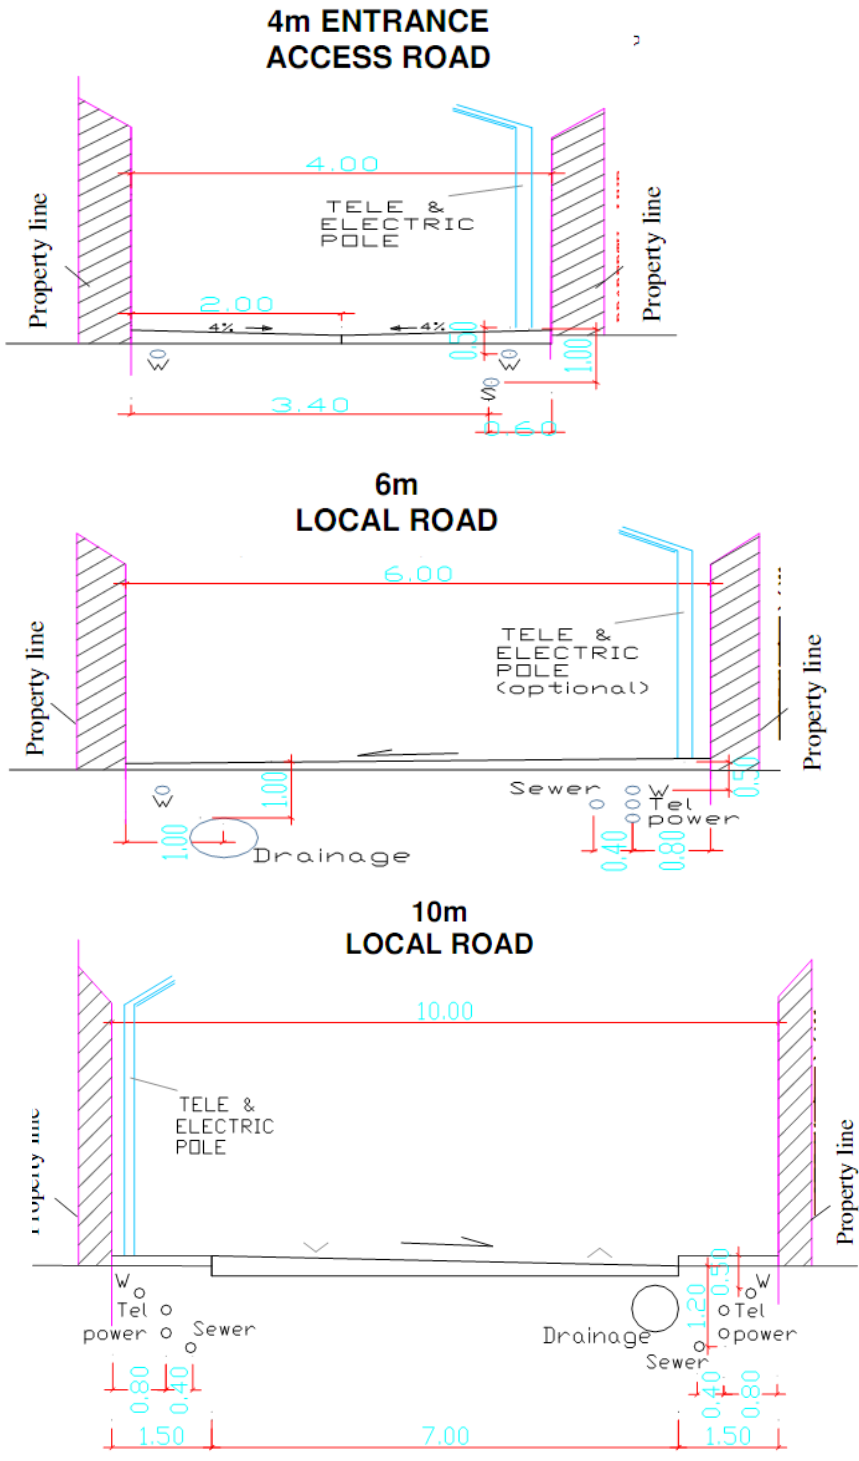 4m ENTRANCE
ACCESS ROAD
4.00
TELE &
ELECTRIC
POLE
Property line
Property line
2.00
4%
4%
0.50
1.00
W
W
S
3.40
0.60
6m
LOCAL ROAD
6.00
TELE &
ELECTRIC
POLE
(optional)
Property line
Property line
1.00
0.50
W
Sewer
W
Tel
power
1.00
Drainage
0.40
0.80
10m
LOCAL ROAD
10.00
TELE &
ELECTRIC
POLE
Property line
Property line
W
Tel
power
Sewer
0.50
1.20
W
Tel
power
Drainage
Sewer
0.80
0.40
0.40
0.80
1.50
7.00
1.50